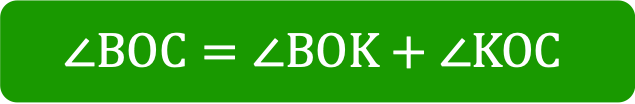 ∠BOC = ∠BOK + ∠KOC